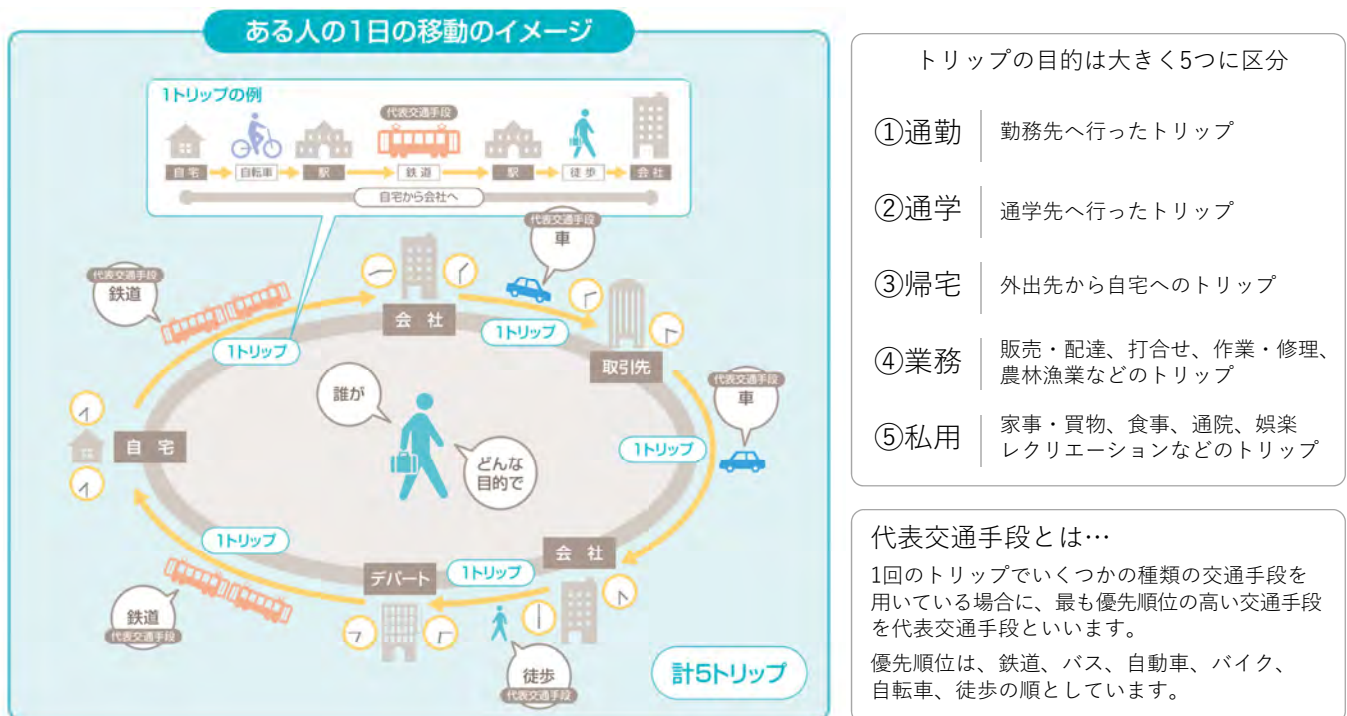 ある人の1日の移動のイメージ
1トリップの例
代表交通手段
自宅
自転車
駅
鉄道
駅
徒歩
会社
自宅から会社へ
代表交通手段
鉄道
1トリップ
会社
代表交通手段
車
1トリップ
取引先
代表交通手段
車
1トリップ
誰が
どんな
目的で
自宅
会社
1トリップ
デパート
1トリップ
鉄道
代表交通手段
徒歩
代表交通手段
計5トリップ
トリップの目的は大きく5つに区分
①通勤 勤務先へ行ったトリップ
②通学 通学先へ行ったトリップ
③帰宅 外出先から自宅へのトリップ
④業務 販売・配達、打合せ、作業・修理、
農林漁業などのトリップ
⑤私用 家事・買物、食事、通院、娯楽
レクリエーションなどのトリップ
代表交通手段とは…
1回のトリップでいくつかの種類の交通手段を
用いている場合に、最も優先順位の高い交通手段
を代表交通手段といいます。
優先順位は、鉄道、バス、自動車、バイク、
自転車、徒歩の順としています。